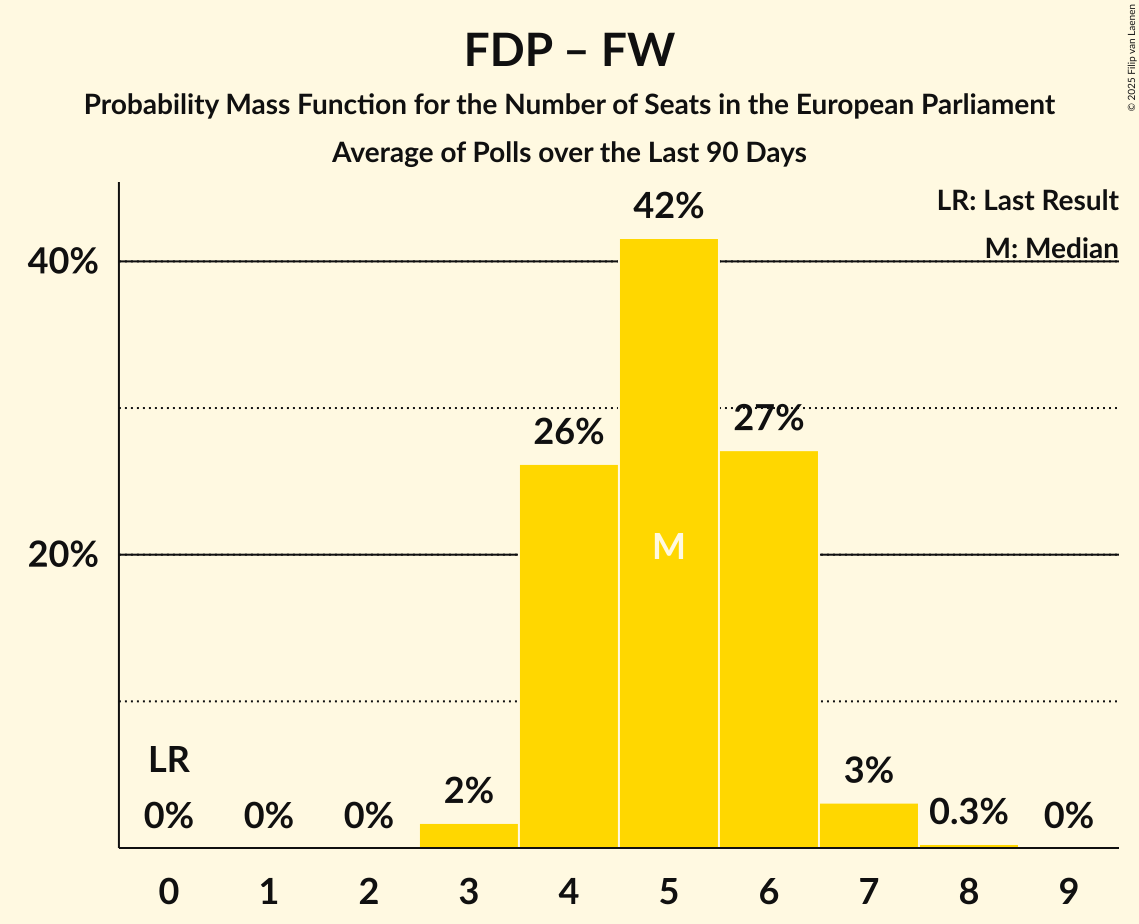 FDP – FW
Probability Mass Function for the Number of Seats in the European Parliament
Average of Polls over the Last 90 Days
© 2025 Filip van Laenen
LR: Last Result
M: Median
40%
20%
LR
0%
0%
0%
2%
26%
42%
M
27%
3%
0.3%
0%
0 1 2 3 4 5 6 7 8 9